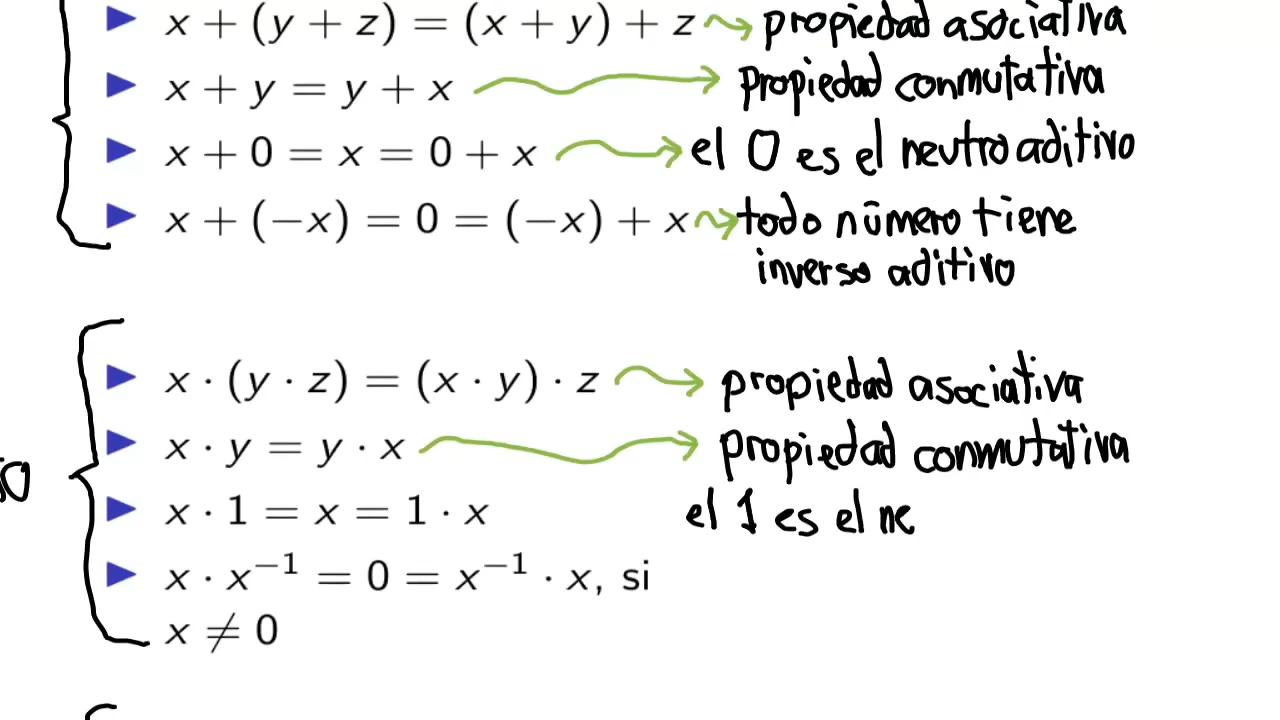 ▶ x + (y + z) = (x + y) + z propiedad asociativa
▶ x + y = y + x propiedad conmutativa
▶ x + 0 = x = 0 + x el 0 es el neutro aditivo
▶ x + (−x) = 0 = (−x) + x todo número tiene
inverso aditivo
▶ x · (y · z) = (x · y) · z propiedad asociativa
▶ x · y = y · x propiedad conmutativa
▶ x · 1 = x = 1 · x el 1 es el ne
▶ x · x⁻¹ = 0 = x⁻¹ · x, si
x ≠ 0